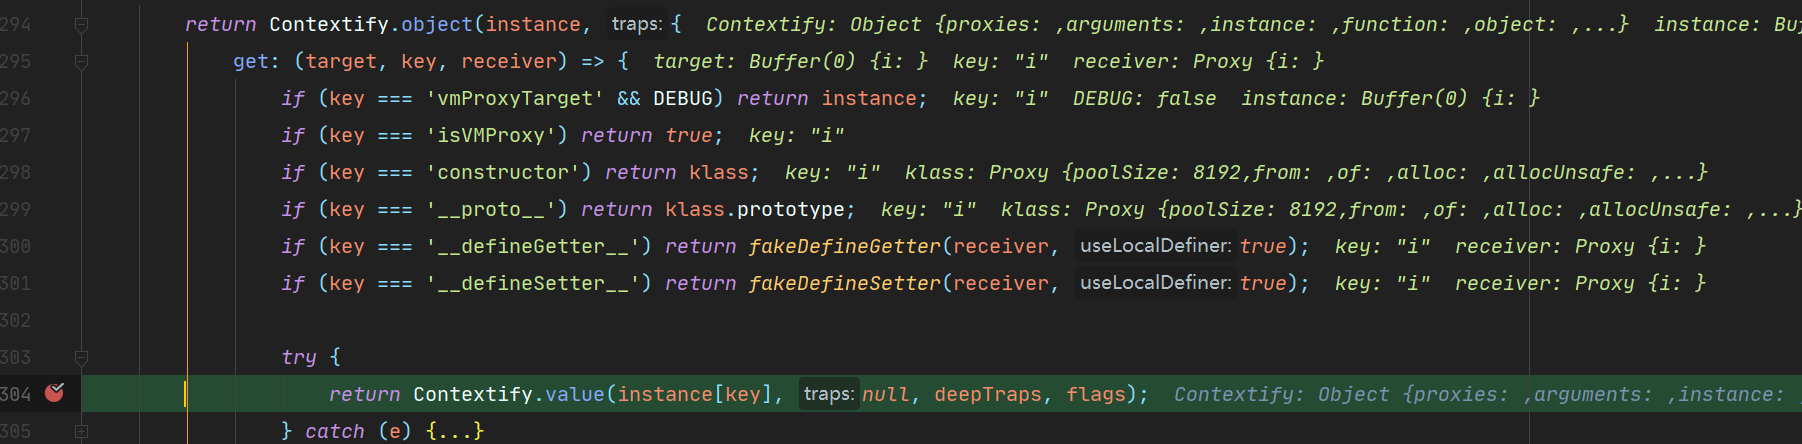 294 return Contextify.object(instance, traps: { Contextify: Object {proxies: ,arguments: ,instance: ,function: ,object: ,...} instance: Buf
295 get: (target, key, receiver) => { target: Buffer(0) {i: } key: "i" receiver: Proxy {i: }
296 if (key === 'vmProxyTarget' && DEBUG) return instance; key: "i" DEBUG: false instance: Buffer(0) {i: }
297 if (key === 'isVMProxy') return true; key: "i"
298 if (key === 'constructor') return klass; key: "i" klass: Proxy {poolSize: 8192,from: ,of: ,alloc: ,allocUnsafe: ,...}
299 if (key === '__proto__') return klass.prototype; key: "i" klass: Proxy {poolSize: 8192,from: ,of: ,alloc: ,allocUnsafe: ,...}
300 if (key === '__defineGetter__') return fakeDefineGetter(receiver, useLocalDefiner: true); key: "i" receiver: Proxy {i: }
301 if (key === '__defineSetter__') return fakeDefineSetter(receiver, useLocalDefiner: true); key: "i" receiver: Proxy {i: }
302
303 try {
304 return Contextify.value(instance[key], traps: null, deepTraps, flags); Contextify: Object {proxies: ,arguments: ,instance: ,
305 } catch (e) {...}